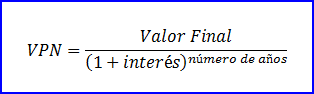 VPN = Valor Final / (1 + interés)^número de años